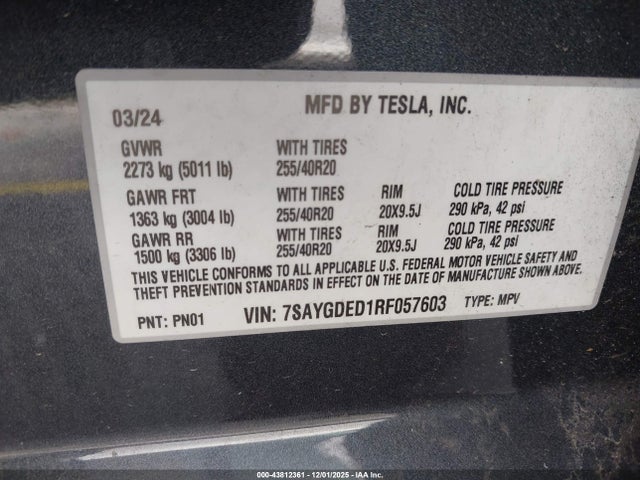 03/24 MFD BY TESLA, INC.
GVWR WITH TIRES
2273 kg (5011 lb) 255/40R20
GAWR FRT WITH TIRES RIM COLD TIRE PRESSURE
1363 kg (3004 lb) 255/40R20 20X9.5J 290 kPa, 42 psi
GAWR RR WITH TIRES RIM COLD TIRE PRESSURE
1500 kg (3306 lb) 255/40R20 20X9.5J 290 kPa, 42 psi
THIS VEHICLE CONFORMS TO ALL APPLICABLE U.S. FEDERAL MOTOR VEHICLE SAFETY AND
THEFT PREVENTION STANDARDS IN EFFECT ON THE DATE OF MANUFACTURE SHOWN ABOVE.
PNT: PN01 VIN: 7SAYGDED1RF057603 TYPE: MPV
000-43812361 - 12/01/2025 - IAA Inc.